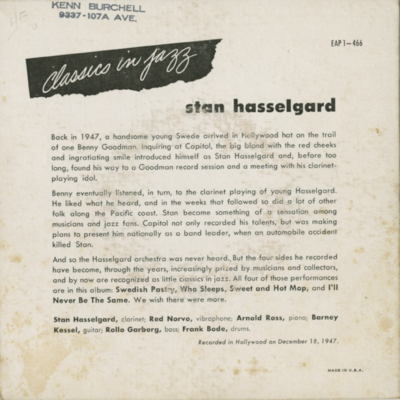 KENN BURCHELL
9337-107A AVE.
EAP 1-466
Classics in jazz
stan hasselgard
Back in 1947, a handsome young Swede arrived in Hollywood hot on the trail
of one Benny Goodman. Inquiring at Capitol, the big blond with the red cheeks
and ingratiating smile introduced himself as Stan Hasselgard and, before too
long, found his way to a Goodman record session and a meeting with his clarinet-
playing idol.
Benny eventually listened, in turn, to the clarinet playing of young Hasselgard.
He liked what he heard, and in the weeks that followed so did a lot of other
folk along the Pacific coast. Stan became something of a sensation among
musicians and jazz fans. Capitol not only recorded his talents, but was making
plans to present him nationally as a band leader, when an automobile accident
killed Stan.
And so the Hasselgard orchestra was never heard. But the four sides he recorded
have become, through the years, increasingly prized by musicians and collectors,
and by now are recognized as little classics in jazz. All four of those performances
are in this album: Swedish Pastry, Who Sleeps, Sweet and Hot Mop, and I'll
Never Be The Same. We wish there were more.
Stan Hasselgard, clarinet; Red Norvo, vibraphone; Arnold Ross, piano; Barney
Kessel, guitar; Rollo Garberg, bass; Frank Bode, drums.
Recorded in Hollywood on December 18, 1947.
MADE IN U.S.A.